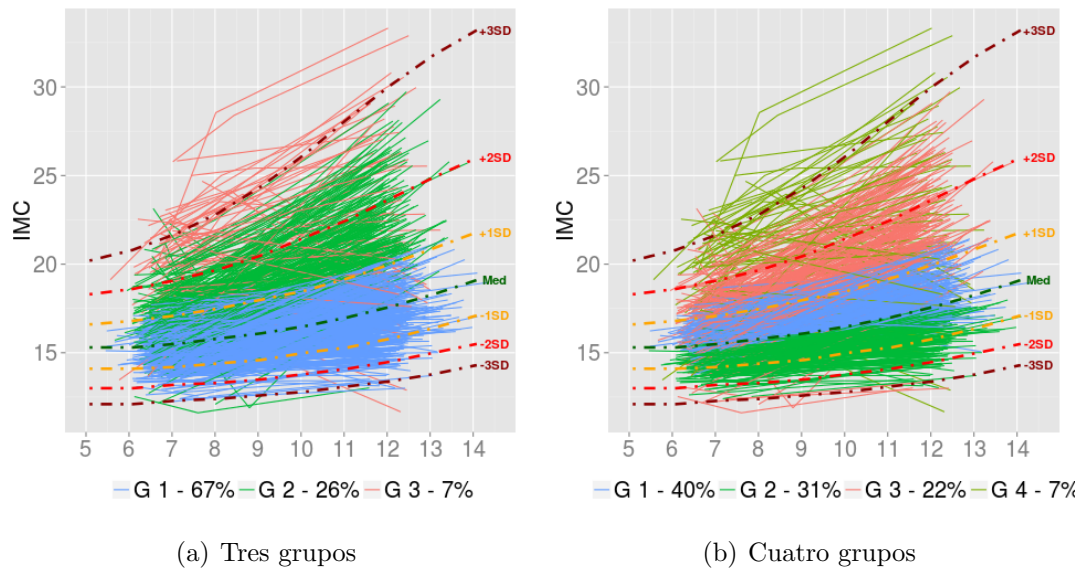 IMC
30
25
20
15
+3SD
+2SD
+1SD
Med
-1SD
-2SD
-3SD
5 6 7 8 9 10 11 12 13 14
G 1 - 67% G 2 - 26% G 3 - 7%
(a) Tres grupos
IMC
30
25
20
15
+3SD
+2SD
+1SD
Med
-1SD
-2SD
-3SD
5 6 7 8 9 10 11 12 13 14
G 1 - 40% G 2 - 31% G 3 - 22% G 4 - 7%
(b) Cuatro grupos